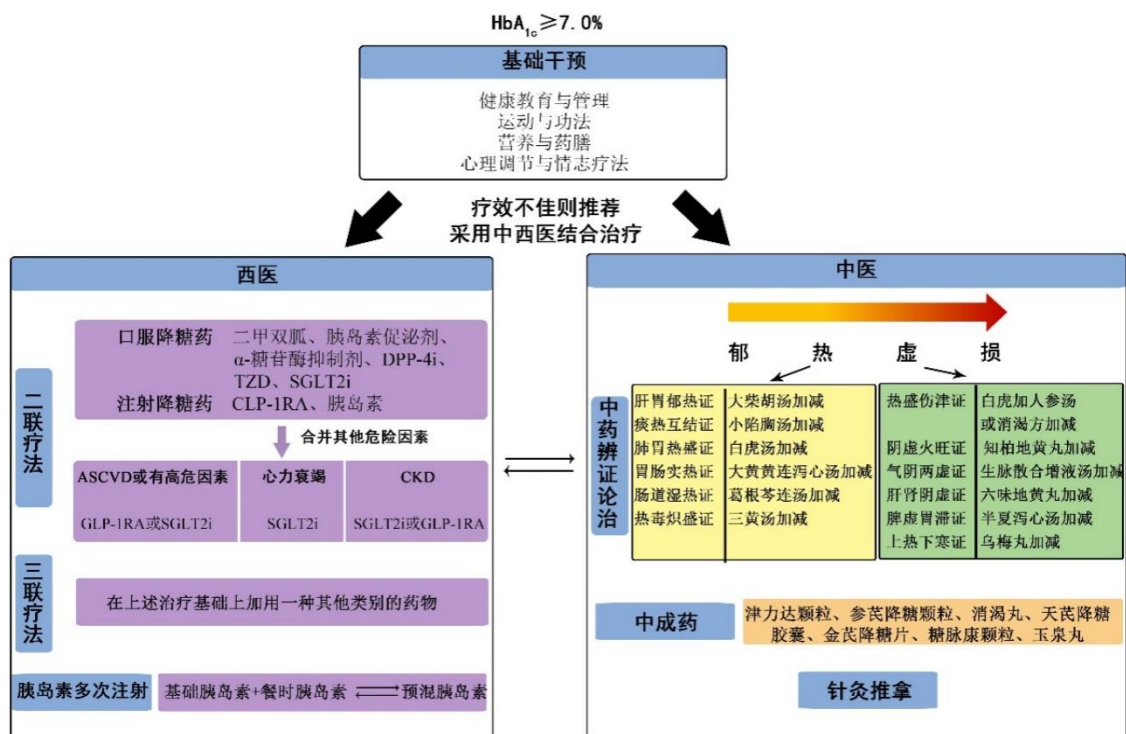 HbA1c≥7.0%
基础干预
健康教育与管理
运动与功法
营养与药膳
心理调节与情志疗法
疗效不佳则推荐
采用中西医结合治疗
西医
二联疗法
口服降糖药 二甲双胍、胰岛素促泌剂、
α-糖苷酶抑制剂、DPP-4i、
TZD、SGLT2i
注射降糖药 CLP-1RA、胰岛素
合并其他危险因素
ASCVD或有高危因素 心力衰竭 CKD
GLP-1RA或SGLT2i SGLT2i SGLT2i或GLP-1RA
三联疗法
在上述治疗基础上加用一种其他类别的药物
胰岛素多次注射 基础胰岛素+餐时胰岛素 预混胰岛素
中医
郁 热 虚 损
中药辨证论治
肝胃郁热证 大柴胡汤加减
痰热互结证 小陷胸汤加减
肺胃热盛证 白虎汤加减
胃肠实热证 大黄黄连泻心汤加减
肠道湿热证 葛根芩连汤加减
热毒炽盛证 三黄汤加减
热盛伤津证 白虎加人参汤
或消渴方加减
阴虚火旺证 知柏地黄丸加减
气阴两虚证 生脉散合增液汤加减
肝肾阴虚证 六味地黄丸加减
脾虚胃滞证 半夏泻心汤加减
上热下寒证 乌梅丸加减
中成药
津力达颗粒、参芪降糖颗粒、消渴丸、天芪降糖
胶囊、金芪降糖片、糖脉康颗粒、玉泉丸
针灸推拿